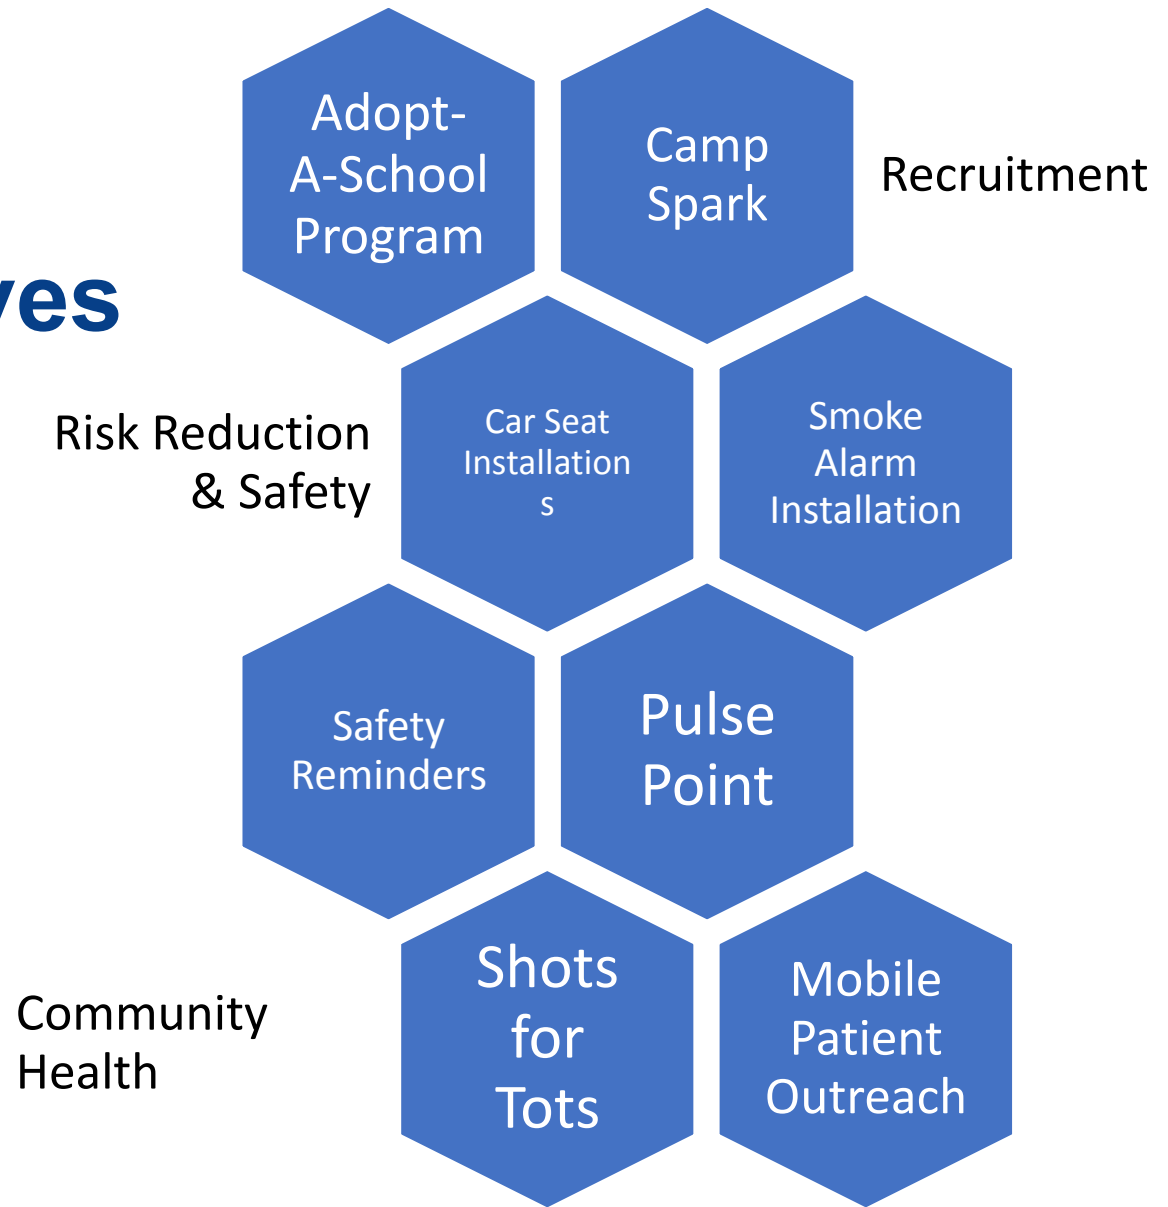 Adopt-
A-School
Program
Camp
Spark
Recruitment
ves
Risk Reduction
& Safety
Car Seat
Installation
s
Smoke
Alarm
Installation
Safety
Reminders
Pulse
Point
Community
Health
Shots
for
Tots
Mobile
Patient
Outreach